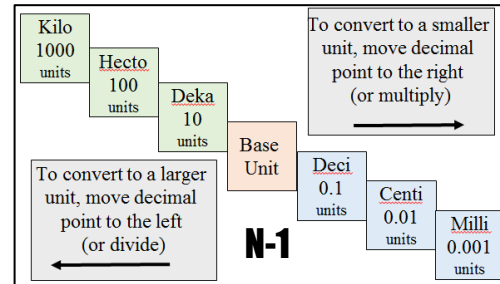 Kilo
1000
units
Hecto
100
units
Deka
10
units
Base
Unit
Deci
0.1
units
Centi
0.01
units
Milli
0.001
units
To convert to a smaller
unit, move decimal
point to the right
(or multiply)
To convert to a larger
unit, move decimal
point to the left
(or divide)
N-1